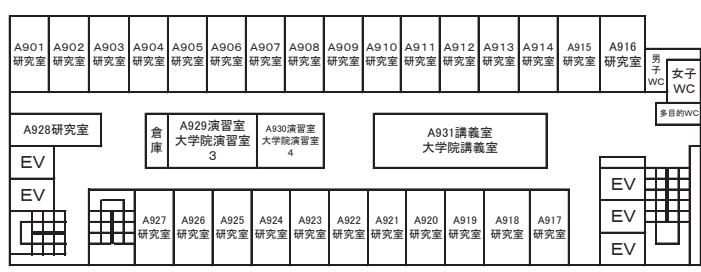 A901
研究室
A902
研究室
A903
研究室
A904
研究室
A905
研究室
A906
研究室
A907
研究室
A908
研究室
A909
研究室
A910
研究室
A911
研究室
A912
研究室
A913
研究室
A914
研究室
A915
研究室
A916
研究室
男
子
WC
女子
WC
多目的WC
A928研究室
倉
庫
A929演習室
大学院演習室
3
A930演習室
大学院演習室
4
A931講義室
大学院講義室
EV
EV
EV
EV
EV
A927
研究室
A926
研究室
A925
研究室
A924
研究室
A923
研究室
A922
研究室
A921
研究室
A920
研究室
A919
研究室
A918
研究室
A917
研究室